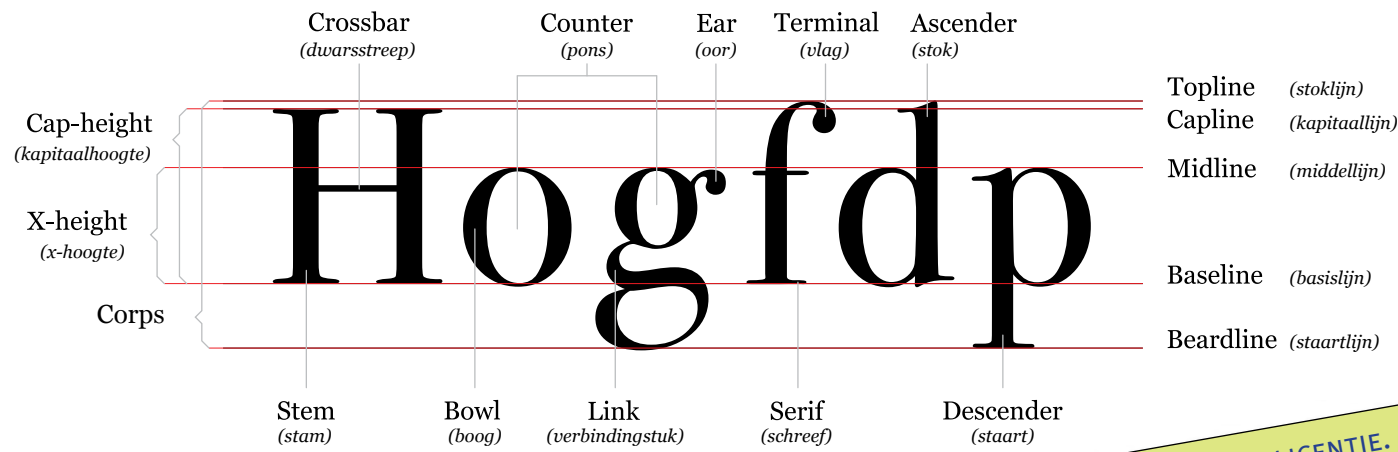 Crossbar
(dwarsstreep)
Counter
(pons)
Ear
(oor)
Terminal
(vlag)
Ascender
(stok)
Topline (stoklijn)
Capline (kapitaallijn)
Midline (middellijn)
Baseline (basislijn)
Beardline (staartlijn)
Cap-height
(kapitaalhoogte)
X-height
(x-hoogte)
Corps
Hogfdp
Stem
(stam)
Bowl
(boog)
Link
(verbindingstuk)
Serif
(schreef)
Descender
(staart)